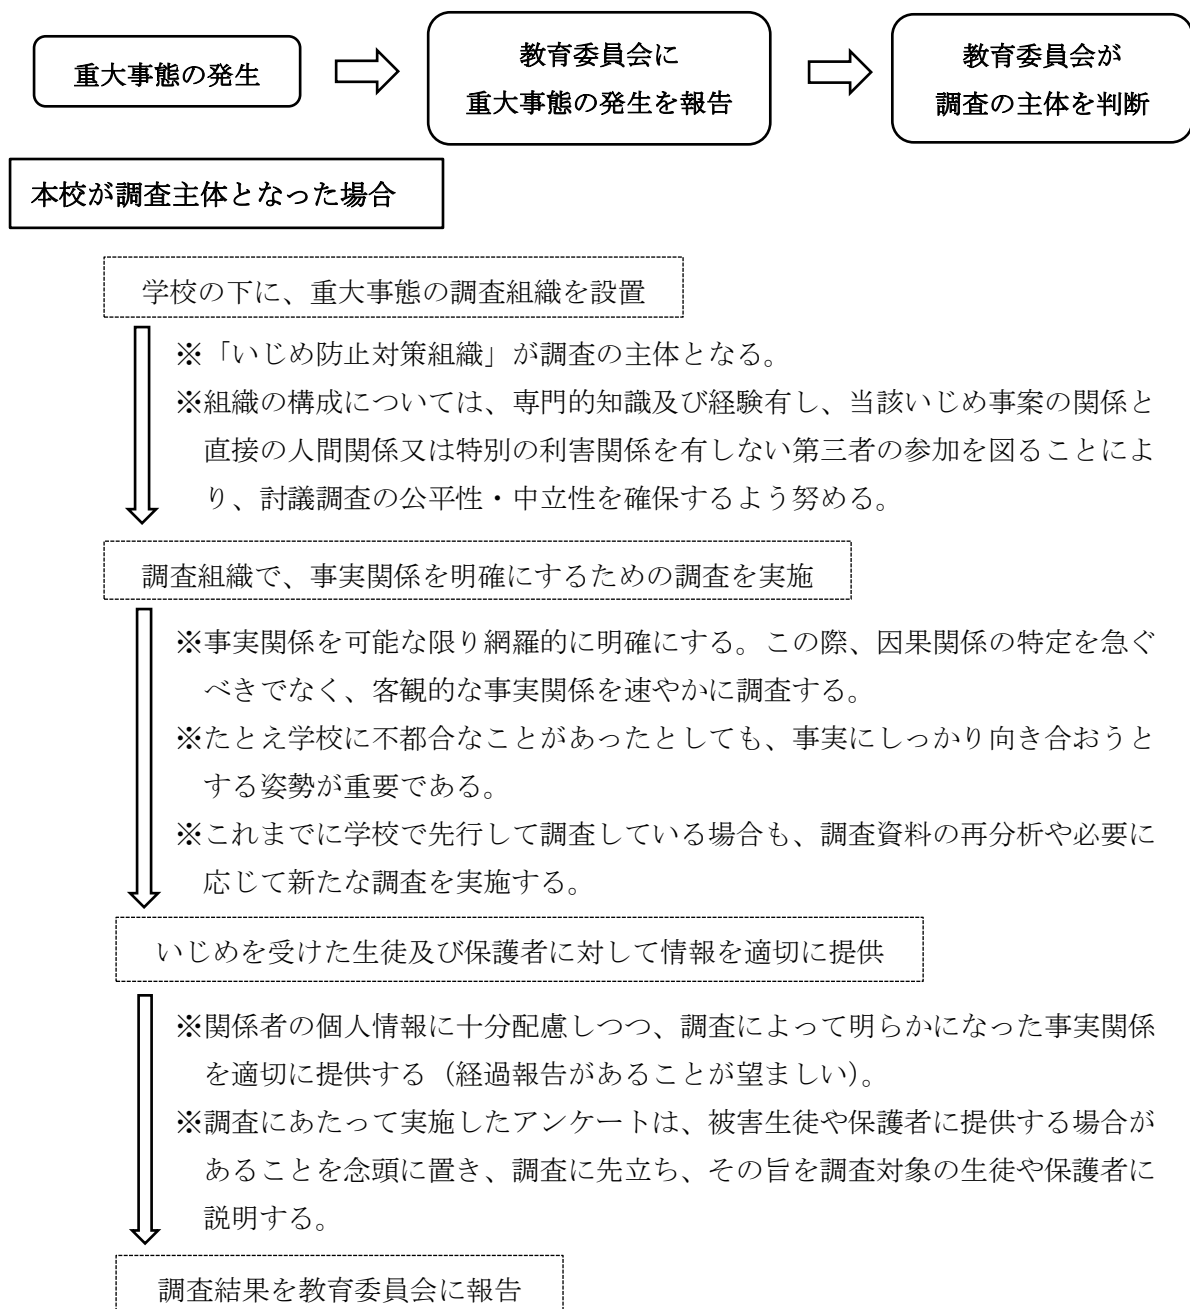 重大事態の発生
教育委員会に
重大事態の発生を報告
教育委員会が
調査の主体を判断
本校が調査主体となった場合
学校の下に、重大事態の調査組織を設置
※「いじめ防止対策組織」が調査の主体となる。
※組織の構成については、専門的知識及び経験有し、当該いじめ事案の関係と
直接の人間関係又は特別の利害関係を有しない第三者の参加を図ることによ
り、討議調査の公平性・中立性を確保するよう努める。
調査組織で、事実関係を明確にするための調査を実施
※事実関係を可能な限り網羅的に明確にする。この際、因果関係の特定を急ぐ
べきでなく、客観的な事実関係を速やかに調査する。
※たとえ学校に不都合なことがあったとしても、事実にしっかり向き合おうと
する姿勢が重要である。
※これまでに学校で先行して調査している場合も、調査資料の再分析や必要に
応じて新たな調査を実施する。
いじめを受けた生徒及び保護者に対して情報を適切に提供
※関係者の個人情報に十分配慮しつつ、調査によって明らかになった事実関係
を適切に提供する（経過報告があることが望ましい）。
※調査にあたって実施したアンケートは、被害生徒や保護者に提供する場合が
あることを念頭に置き、調査に先立ち、その旨を調査対象の生徒や保護者に
説明する。
調査結果を教育委員会に報告